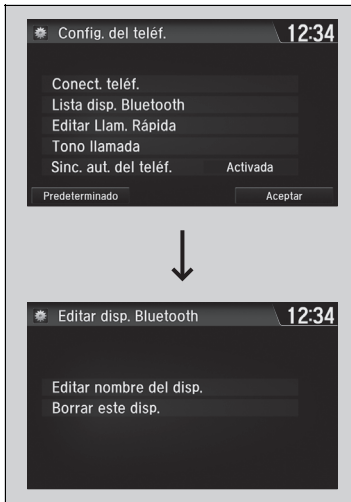 Config. del teléf. 12:34
Conect. teléf.
Lista disp. Bluetooth
Editar Llam. Rápida
Tono llamada
Sinc. aut. del teléf. Activada
Predeterminado Aceptar
Editar disp. Bluetooth 12:34
Editar nombre del disp.
Borrar este disp.